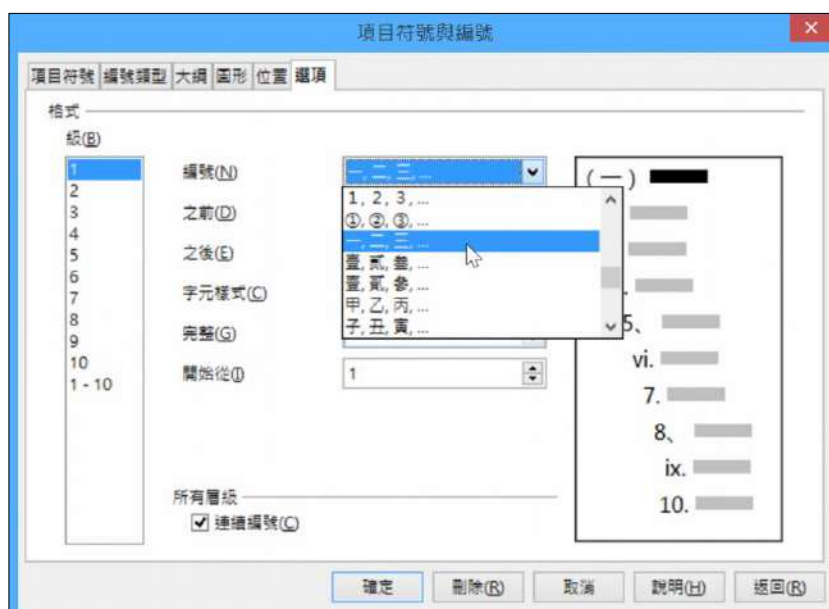 項目符號與編號
項目符號 編號類型 大綱 圖形 位置 選項
格式
級(B)
1
2
3
4
5
6
7
8
9
10
1 - 10
編號(N)
一, 二, 三, ...
1, 2, 3, ...
①, ②, ③, ...
一, 二, 三, ...
壹, 貳, 叁, ...
壹, 貳, 參, ...
甲, 乙, 丙, ...
子, 丑, 寅, ...
之前(D)
之後(E)
字元樣式(C)
完整(G)
開始從(I)
1
所有層級
連續編號(C)
(一)
5、
vi.
7.
8、
ix.
10.
確定 刪除(R) 取消 說明(H) 返回(R)